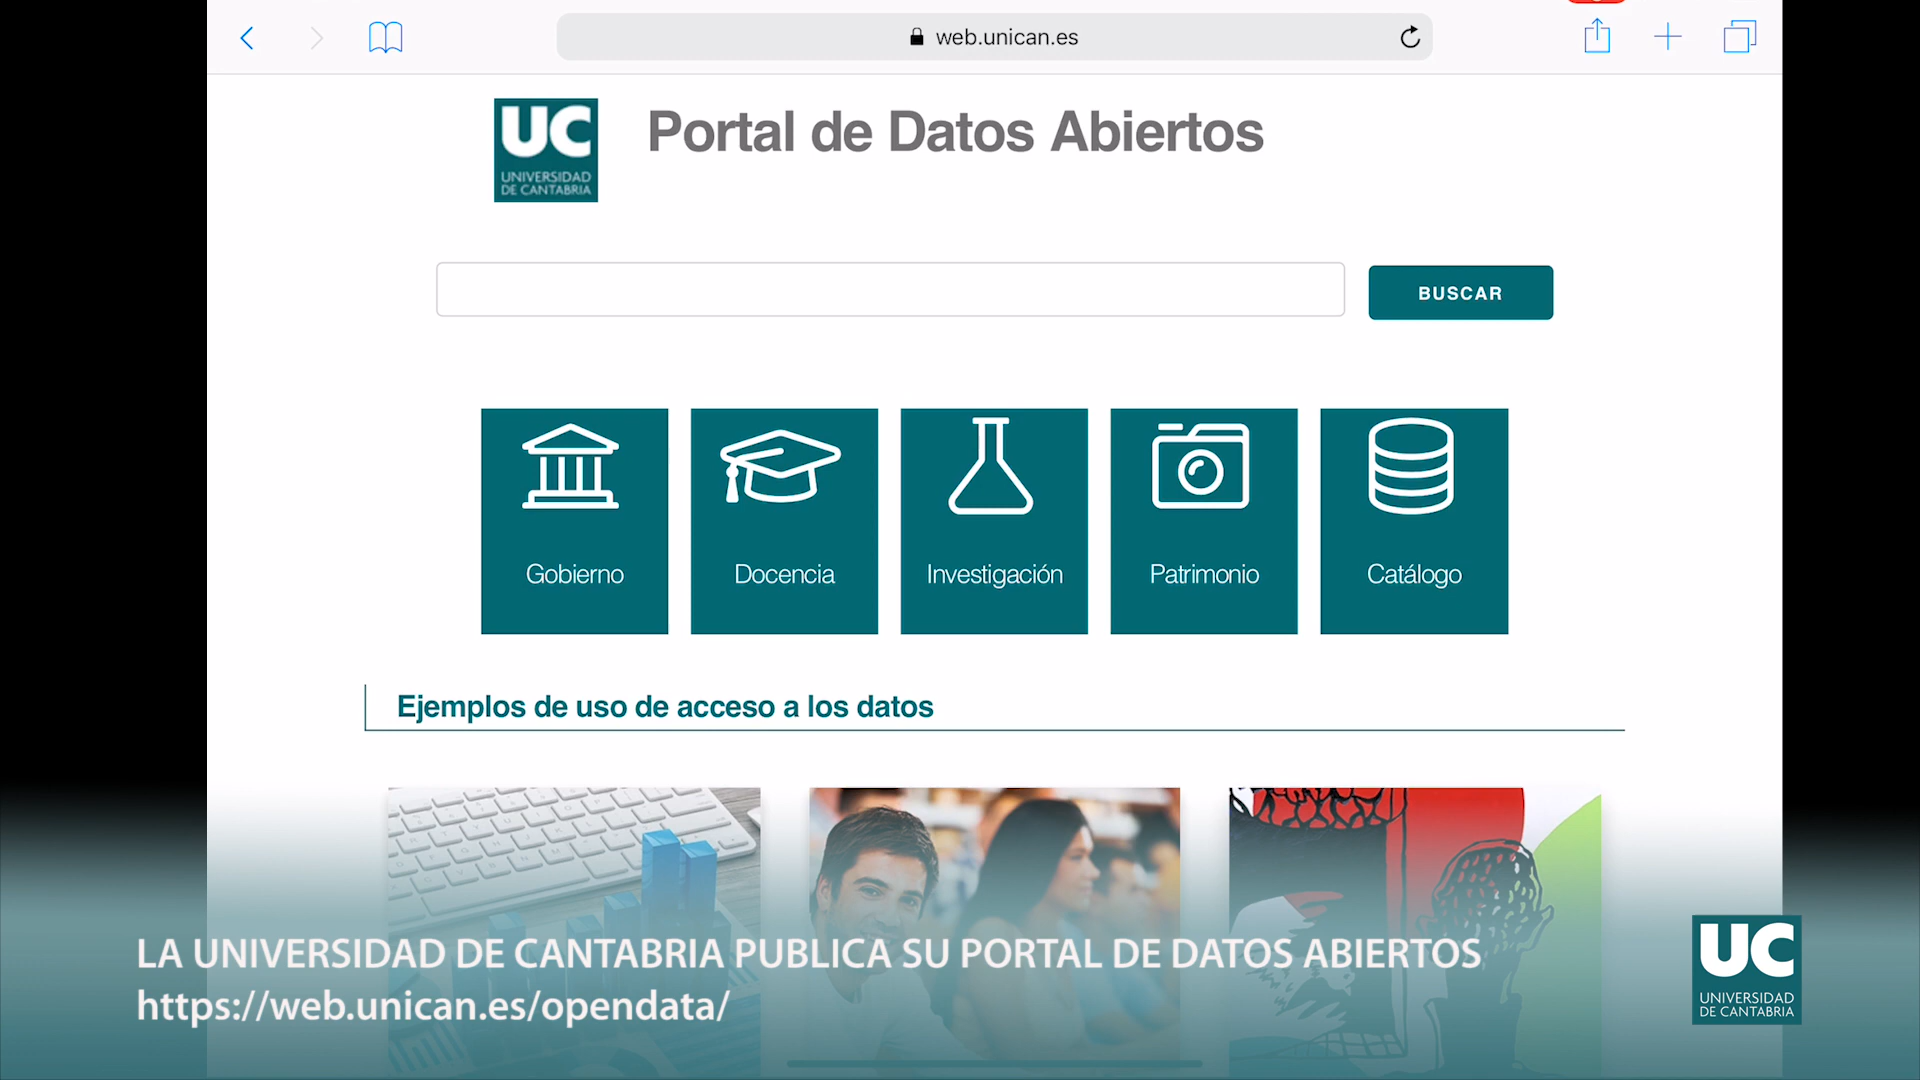 web.unican.es
UC
UNIVERSIDAD
DE CANTABRIA
Portal de Datos Abiertos
BUSCAR
Gobierno
Docencia
Investigación
Patrimonio
Catálogo
Ejemplos de uso de acceso a los datos
LA UNIVERSIDAD DE CANTABRIA PUBLICA SU PORTAL DE DATOS ABIERTOS
https://web.unican.es/opendata/
UC
UNIVERSIDAD
DE CANTABRIA